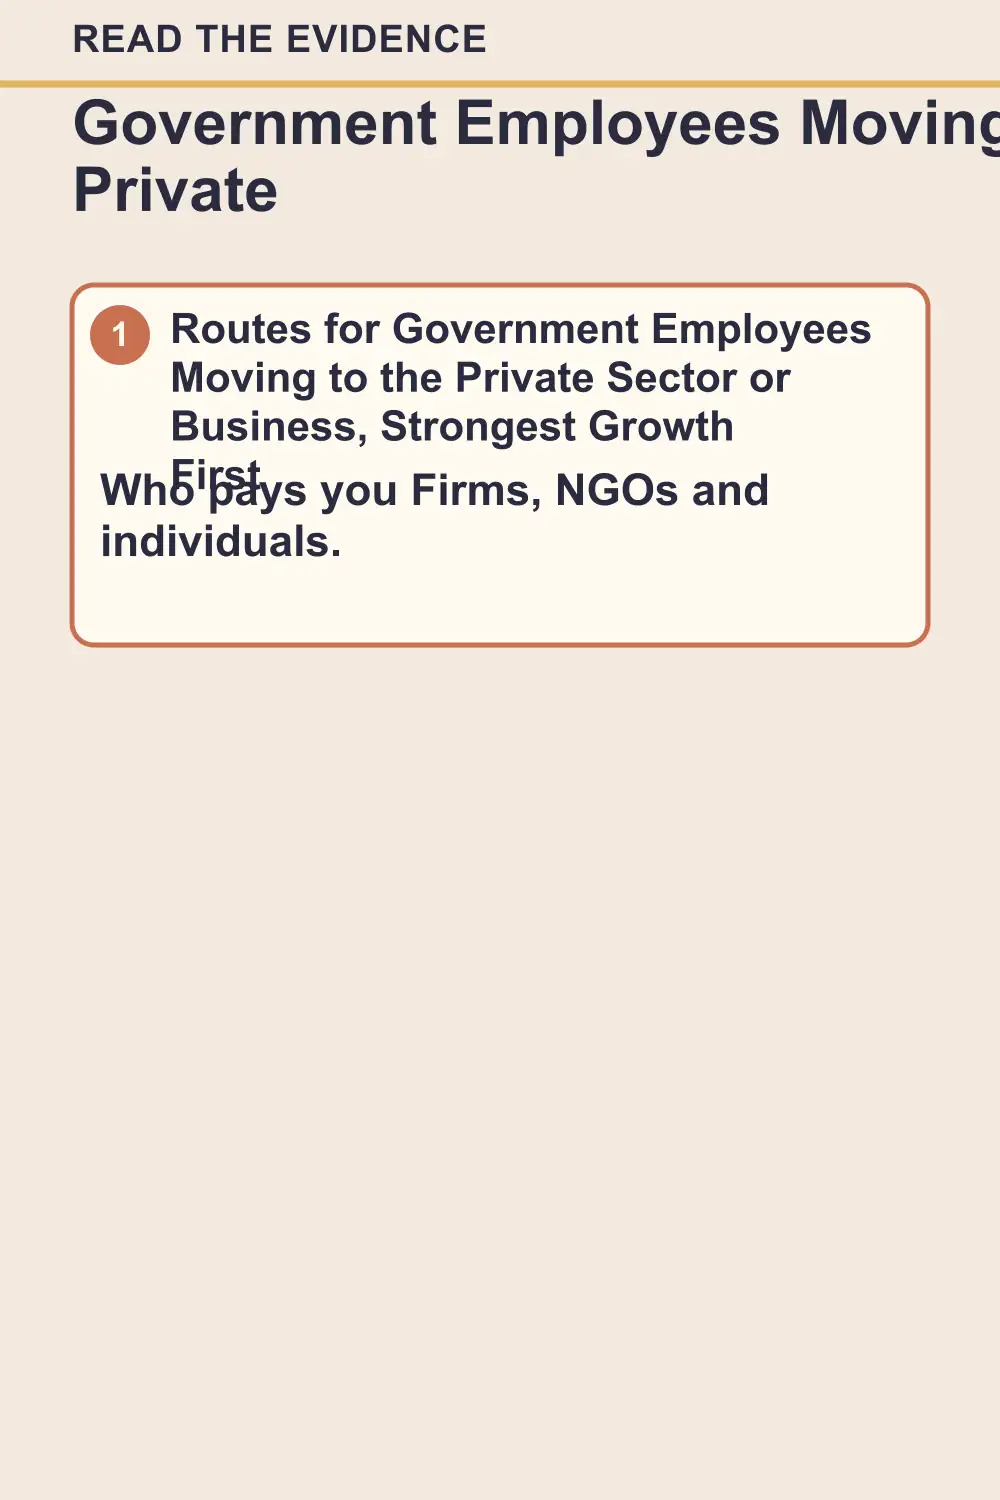 READ THE EVIDENCE
Government Employees Moving
Private
1
Routes for Government Employees
Moving to the Private Sector or
Business, Strongest Growth
First
Who pays you Firms, NGOs and
individuals.